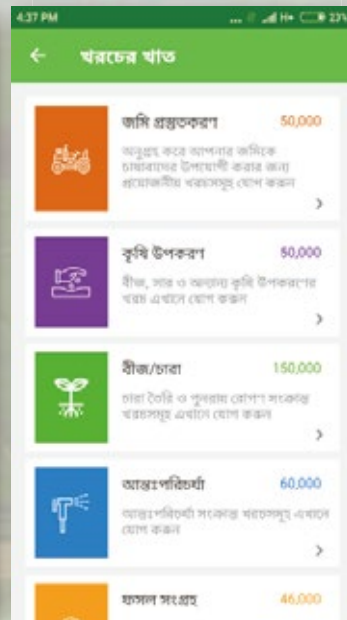 4:37 PM ... H+ 23%
খরচের খাত
জমি প্রস্তুতকরণ 50,000
অনুগ্রহ করে আপনার জমিকে
চাষাবাদের উপযোগী করার জন্য
প্রয়োজনীয় খরচসমূহ যোগ করুন
কৃষি উপকরণ 50,000
বীজ, সার ও অন্যান্য কৃষি উপকরণের
খরচ এখানে যোগ করুন
বীজ/চারা 150,000
চারা তৈরি ও পুনরায় রোপণ সংক্রান্ত
খরচসমূহ এখানে যোগ করুন
আন্তঃপরিচর্যা 60,000
আন্তঃপরিচর্যা সংক্রান্ত খরচসমূহ এখানে
যোগ করুন
ফসল সংগ্রহ 46,000